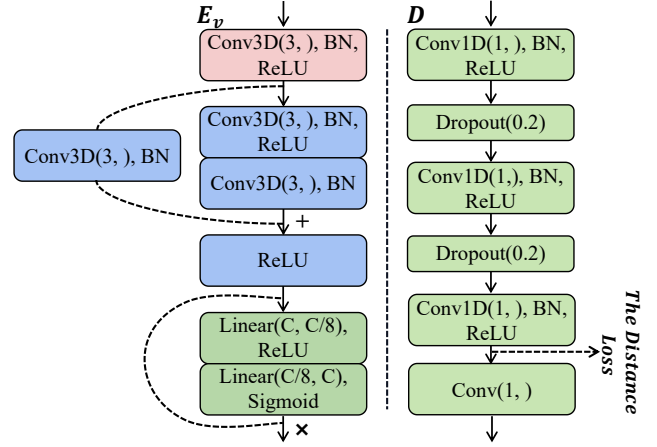 E_v
Conv3D(3, ), BN,
ReLU
Conv3D(3, ), BN,
ReLU
Conv3D(3, ), BN
Conv3D(3, ), BN
+
ReLU
Linear(C, C/8),
ReLU
Linear(C/8, C),
Sigmoid
×
D
Conv1D(1, ), BN,
ReLU
Dropout(0.2)
Conv1D(1,), BN,
ReLU
Dropout(0.2)
Conv1D(1, ), BN,
ReLU
The Distance
Loss
Conv(1, )